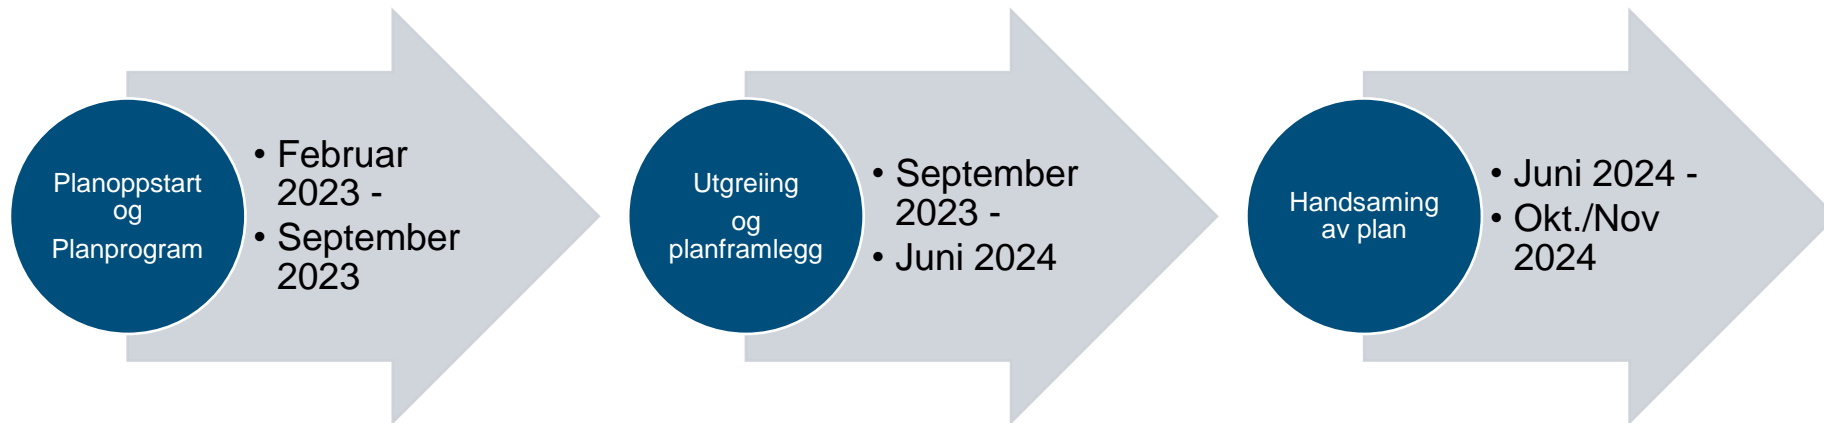 Planoppstart
og
Planprogram
• Februar
2023 -
• September
2023
Utgreiing
og
planframlegg
• September
2023 -
• Juni 2024
Handsaming
av plan
• Juni 2024 -
• Okt./Nov
2024